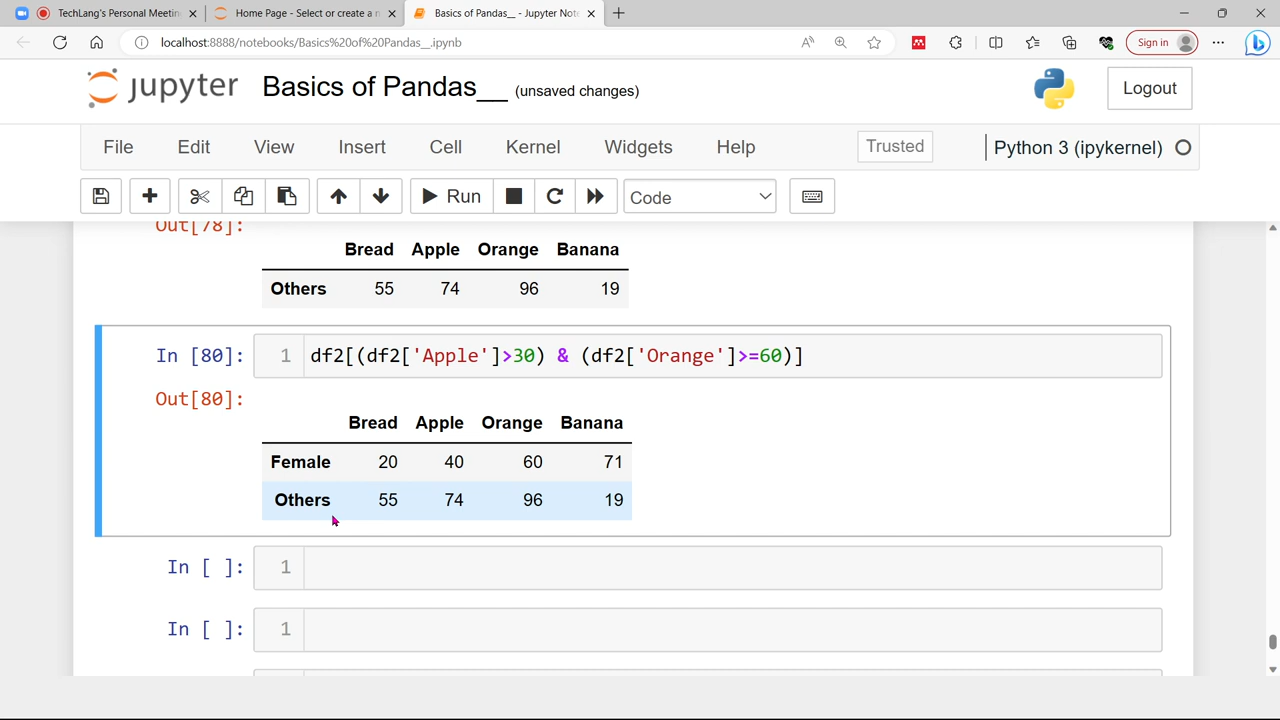 TechLang's Personal Meetin
Home Page - Select or create a n
Basics of Pandas__ - Jupyter Note
localhost:8888/notebooks/Basics%20of%20Pandas__.ipynb
Sign in
jupyter Basics of Pandas__ (unsaved changes)
Logout
File Edit View Insert Cell Kernel Widgets Help Trusted Python 3 (ipykernel)
Run Code
Out[78]:
Bread Apple Orange Banana
Others 55 74 96 19
In [80]: 1 df2[(df2['Apple']>30) & (df2['Orange']>=60)]
Out[80]:
Bread Apple Orange Banana
Female 20 40 60 71
Others 55 74 96 19
In [ ]: 1
In [ ]: 1